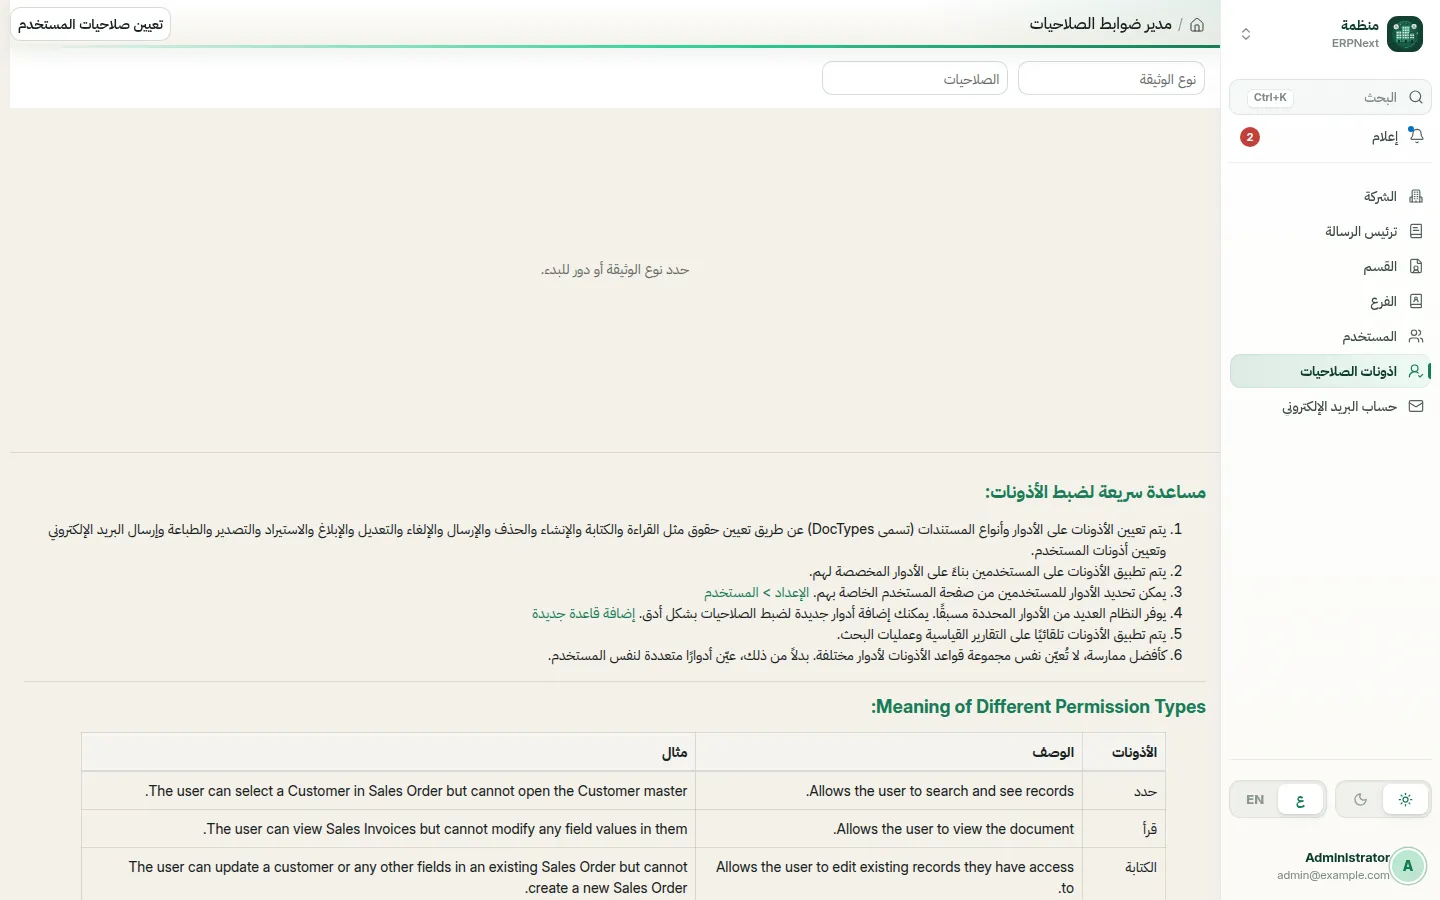 منظمة
ERPNext
البحث
Ctrl+K
إعلام
2
الشركة
ترئيس الرسالة
القسم
الفرع
المستخدم
اذونات الصلاحيات
حساب البريد الإلكتروني
ع
EN
Administrator
admin@example.com
A
مدير ضوابط الصلاحيات /
تعيين صلاحيات المستخدم
نوع الوثيقة
الصلاحيات
حدد نوع الوثيقة أو دور للبدء.
مساعدة سريعة لضبط الأذونات:
1. يتم تعيين الأذونات على الأدوار وأنواع المستندات (تسمى DocTypes) عن طريق تعيين حقوق مثل القراءة والكتابة والإنشاء والحذف والإرسال والإلغاء والتعديل والإبلاغ والاستيراد والتصدير والطباعة وإرسال البريد الإلكتروني
وتعيين أذونات المستخدم.
2. يتم تطبيق الأذونات على المستخدمين بناءً على الأدوار المخصصة لهم.
3. يمكن تحديد الأدوار للمستخدمين من صفحة المستخدم الخاصة بهم. الإعداد > المستخدم
4. يوفر النظام العديد من الأدوار المحددة مسبقًا. يمكنك إضافة أدوار جديدة لضبط الصلاحيات بشكل أدق. إضافة قاعدة جديدة
5. يتم تطبيق الأذونات تلقائيًا على التقارير القياسية وعمليات البحث.
6. كأفضل ممارسة، لا تُعيّن نفس مجموعة قواعد الأذونات لأدوار مختلفة. بدلاً من ذلك، عيّن أدوارًا متعددة لنفس المستخدم.
Meaning of Different Permission Types:
الأذونات
الوصف
مثال
حدد
Allows the user to search and see records.
The user can select a Customer in Sales Order but cannot open the Customer master.
قرأ
Allows the user to view the document.
The user can view Sales Invoices but cannot modify any field values in them.
الكتابة
Allows the user to edit existing records they have access
to.
The user can update a customer or any other fields in an existing Sales Order but cannot
create a new Sales Order.